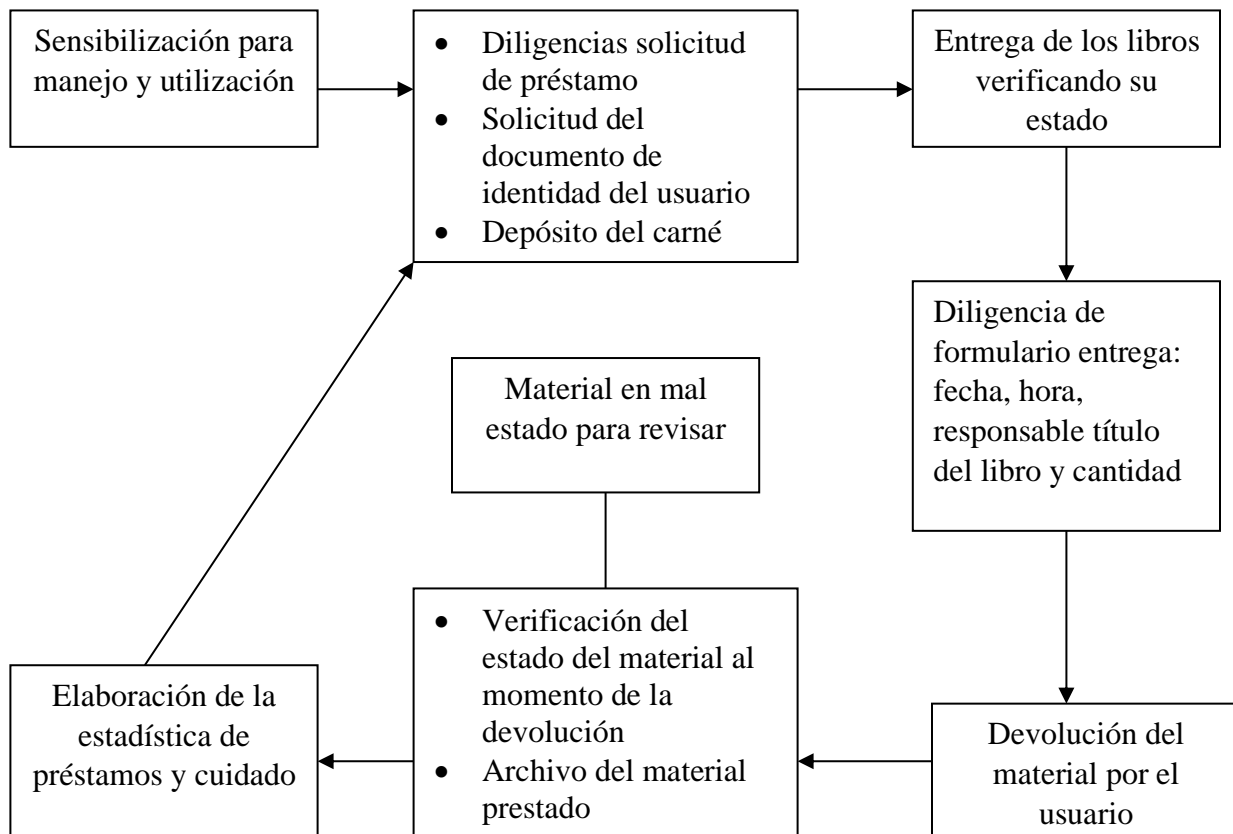 Sensibilización para
manejo y utilización
• Diligencias solicitud
de préstamo
• Solicitud del
documento de
identidad del usuario
• Depósito del carné
Entrega de los libros
verificando su
estado
Diligencia de
formulario entrega:
fecha, hora,
responsable título
del libro y cantidad
Material en mal
estado para revisar
• Verificación del
estado del material al
momento de la
devolución
• Archivo del material
prestado
Elaboración de la
estadística de
préstamos y cuidado
Devolución del
material por el
usuario